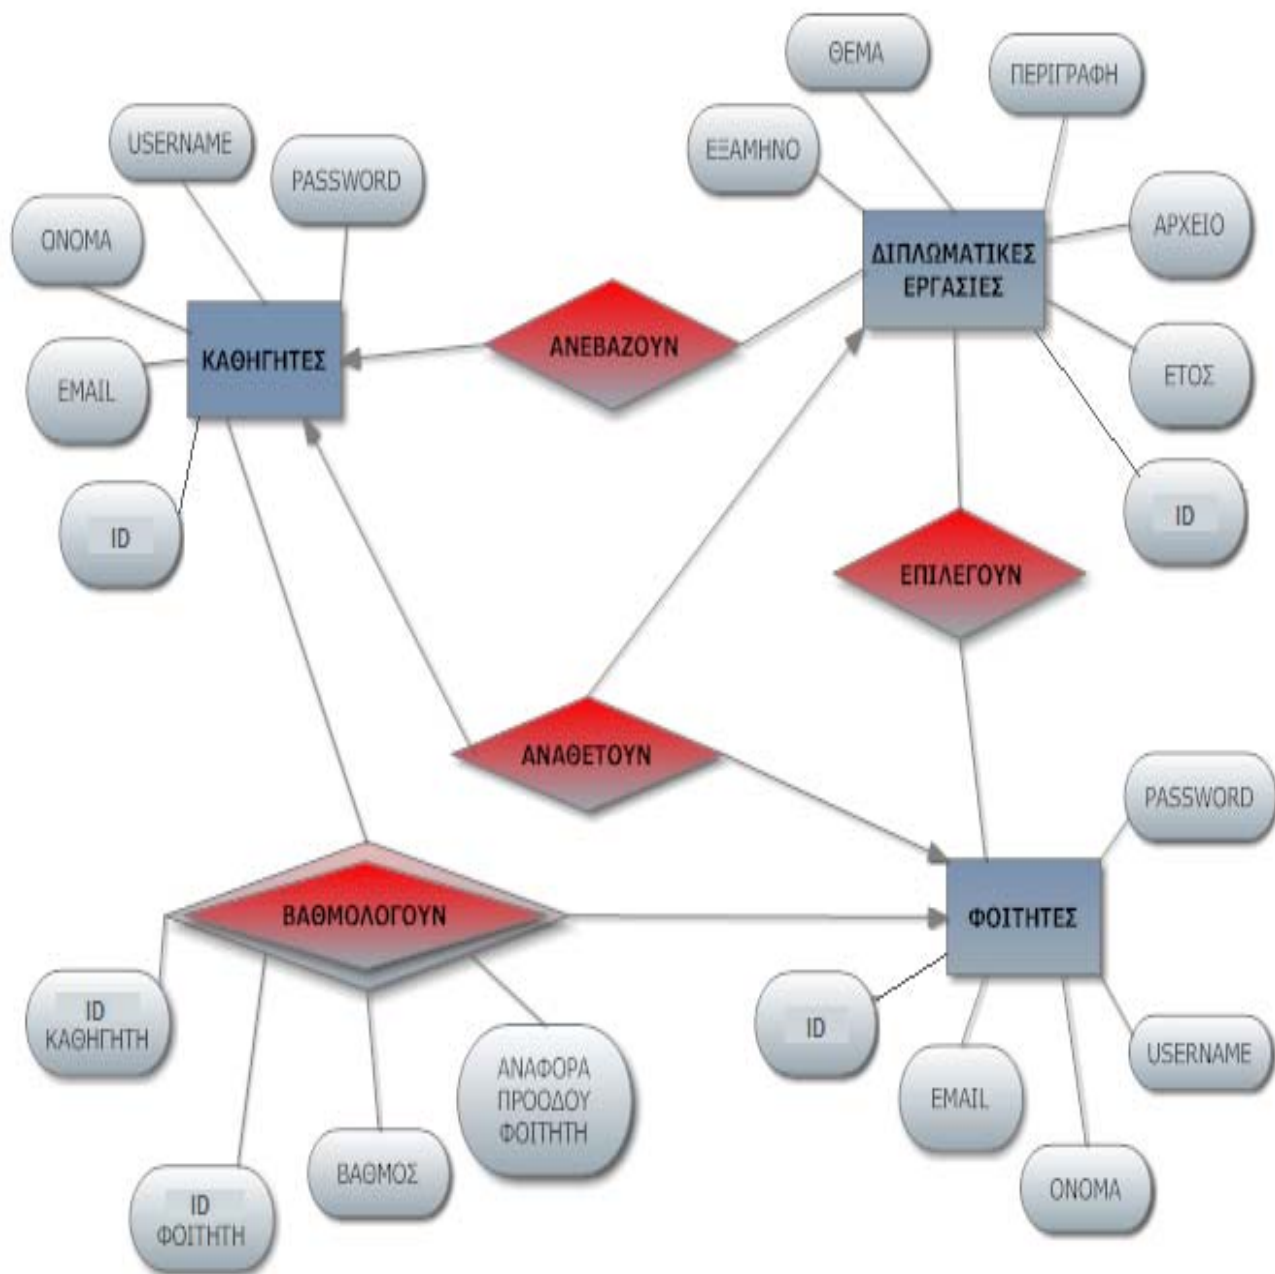 ΘΕΜΑ
ΠΕΡΙΓΡΑΦΗ
USERNAME
ΕΞΑΜΗΝΟ
PASSWORD
ΟΝΟΜΑ
ΑΡΧΕΙΟ
ΔΙΠΛΩΜΑΤΙΚΕΣ
ΕΡΓΑΣΙΕΣ
ΚΑΘΗΓΗΤΕΣ
ΑΝΕΒΑΖΟΥΝ
EMAIL
ΕΤΟΣ
ID
ID
ΕΠΙΛΕΓΟΥΝ
ΑΝΑΘΕΤΟΥΝ
PASSWORD
ΒΑΘΜΟΛΟΓΟΥΝ
ΦΟΙΤΗΤΕΣ
ID
ΚΑΘΗΓΗΤΗ
ID
USERNAME
ΑΝΑΦΟΡΑ
ΠΡΟΟΔΟΥ
ΦΟΙΤΗΤΗ
EMAIL
ΒΑΘΜΟΣ
ΟΝΟΜΑ
ID
ΦΟΙΤΗΤΗ